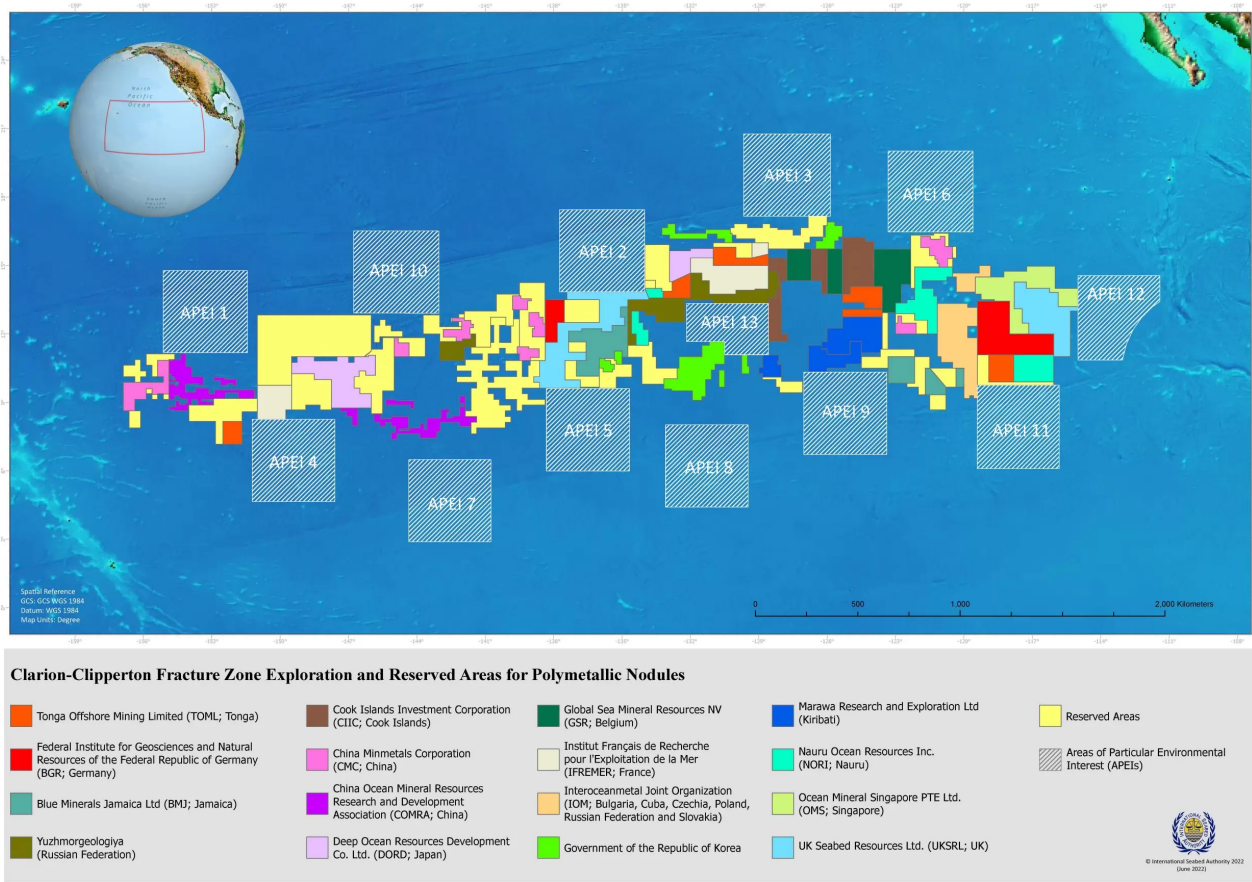 North
Pacific
Ocean
South
Pacific
Ocean
APEI 3
APEI 6
APEI 10
APEI 2
APEI 1
APEI 12
APEI 13
APEI 9
APEI 5
APEI 11
APEI 4
APEI 8
APEI 7
Spatial Reference
GCS: GCS WGS 1984
Datum: WGS 1984
Map Units: Degree
0 500 1,000 2,000 Kilometers
Clarion-Clipperton Fracture Zone Exploration and Reserved Areas for Polymetallic Nodules
Tonga Offshore Mining Limited (TOML; Tonga)
Federal Institute for Geosciences and Natural
Resources of the Federal Republic of Germany
(BGR; Germany)
Blue Minerals Jamaica Ltd (BMJ; Jamaica)
Yuzhmorgeologiya
(Russian Federation)
Cook Islands Investment Corporation
(CIIC; Cook Islands)
China Minmetals Corporation
(CMC; China)
China Ocean Mineral Resources
Research and Development
Association (COMRA; China)
Deep Ocean Resources Development
Co. Ltd. (DORD; Japan)
Global Sea Mineral Resources NV
(GSR; Belgium)
Institut Français de Recherche
pour l'Exploitation de la Mer
(IFREMER; France)
Interoceanmetal Joint Organization
(IOM; Bulgaria, Cuba, Czechia, Poland,
Russian Federation and Slovakia)
Government of the Republic of Korea
Marawa Research and Exploration Ltd
(Kiribati)
Nauru Ocean Resources Inc.
(NORI; Nauru)
Ocean Mineral Singapore PTE Ltd.
(OMS; Singapore)
UK Seabed Resources Ltd. (UKSRL; UK)
Reserved Areas
Areas of Particular Environmental
Interest (APEIs)
INTERNATIONAL SEABED AUTHORITY
© International Seabed Authority 2022
(June 2022)